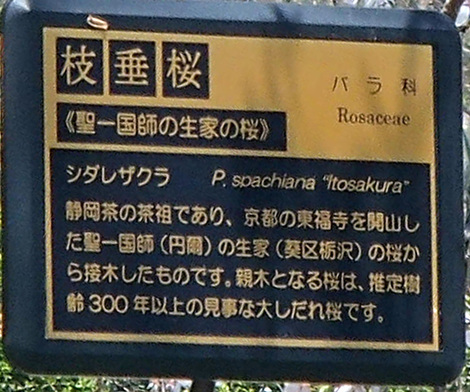 枝垂桜
バラ科
Rosaceae
《聖一国師の生家の桜》
シダレザクラ P. spachiana "Itosakura"
静岡茶の茶祖であり、京都の東福寺を開山し
た聖一国師（円爾）の生家（葵区栃沢）の桜か
ら接木したものです。親木となる桜は、推定樹
齢300年以上の見事な大しだれ桜です。